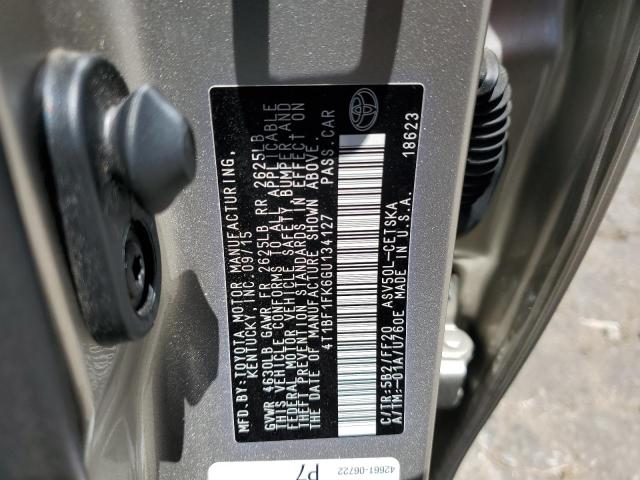 MFD.BY:TOYOTA MOTOR MANUFACTURING,
KENTUCKY, INC.09/15
GVWR 4630LB GAWR FR 2625LB RR 2625LB
THIS VEHICLE CONFORMS TO ALL APPLICABLE
FEDERAL MOTOR VEHICLE SAFETY, BUMPER AND
THEFT PREVENTION STANDARDS IN EFFECT ON
THE DATE OF MANUFACTURE SHOWN ABOVE.
4T1BF1FK6GU134127 PASS.CAR
C/TR:5B2/FF20 ASV50L-CETSKA
A/TM:-01A/U760E MADE IN U.S.A. 18623
42661-06722
P7